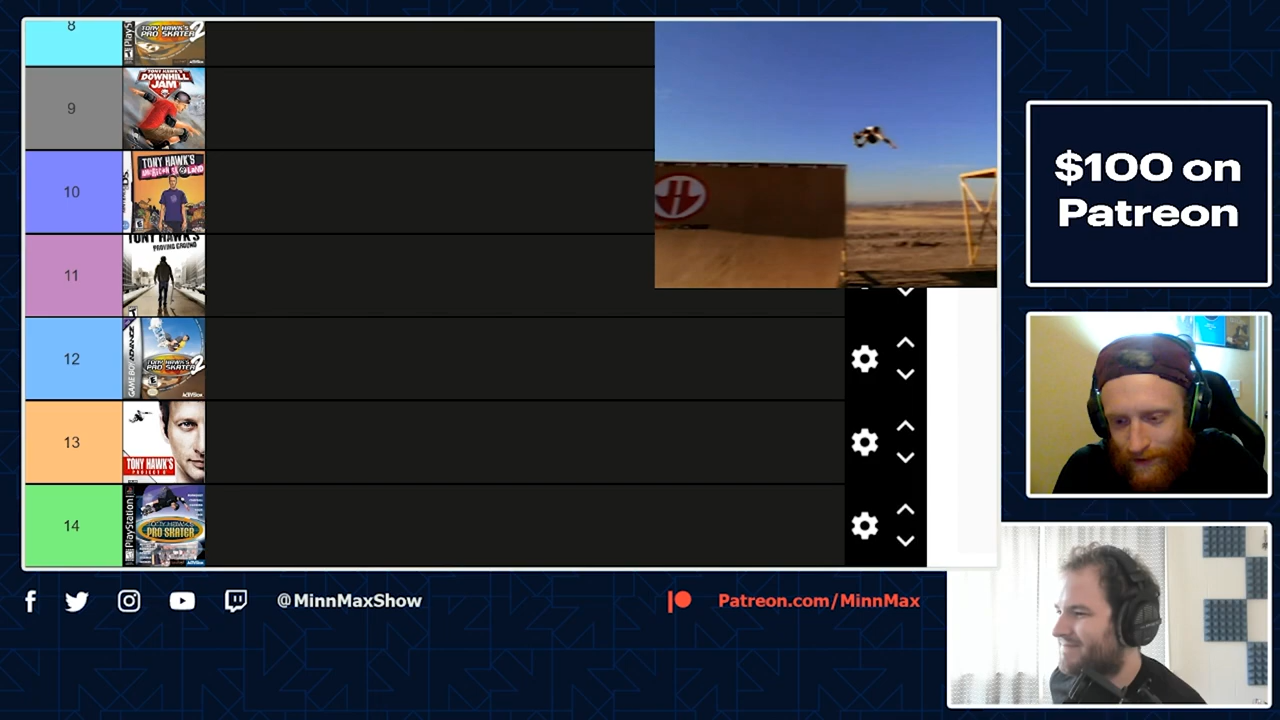 8
TONY HAWK'S
PRO SKATER 2
9
TONY HAWK'S
DOWNHILL
JAM
10
TONY HAWK'S
AMERICAN SK8LAND
11
TONY HAWK'S
PROVING GROUND
12
GAME BOY ADVANCE
TONY HAWK'S
PRO SKATER 2
13
TONY HAWK'S
PROJECT 8
14
PlayStation
PRO SKATER
$100 on
Patreon
@MinnMaxShow
Patreon.com/MinnMax